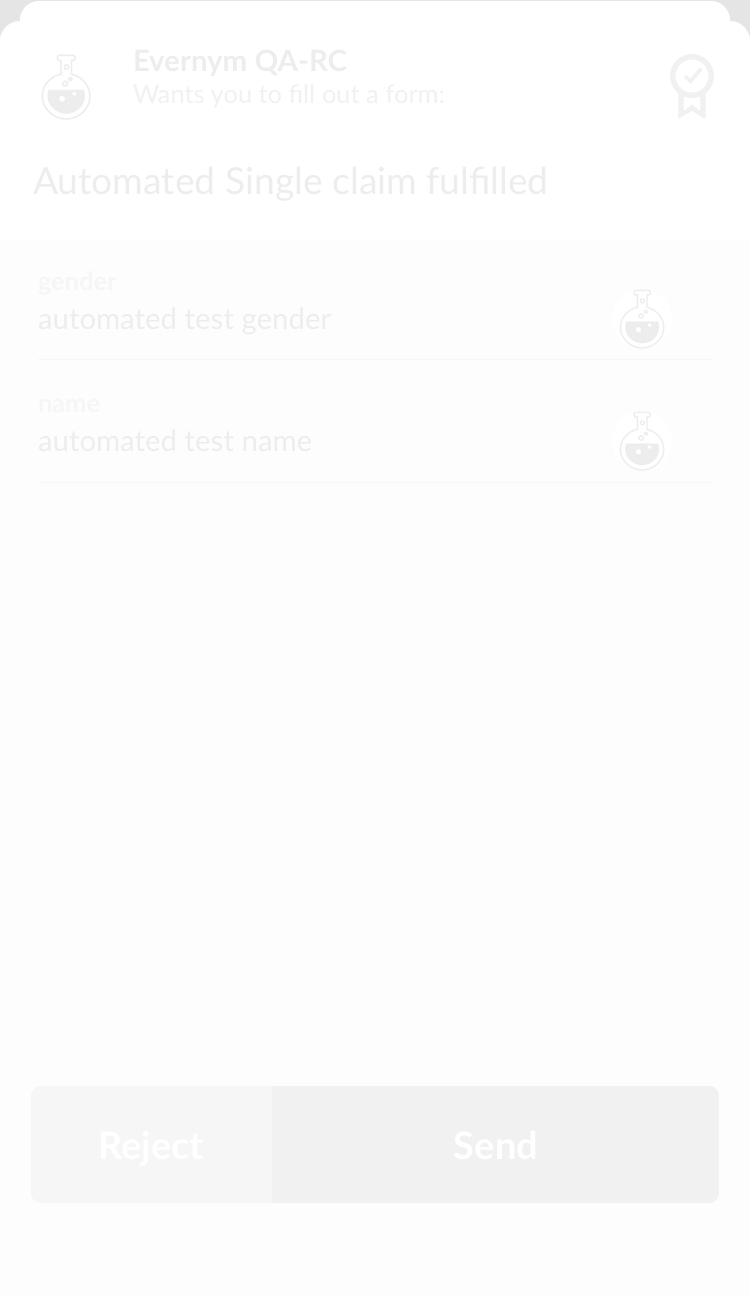 Evernym QA-RC
Wants you to fill out a form:
Automated Single claim fulfilled
gender
automated test gender
name
automated test name
Reject
Send